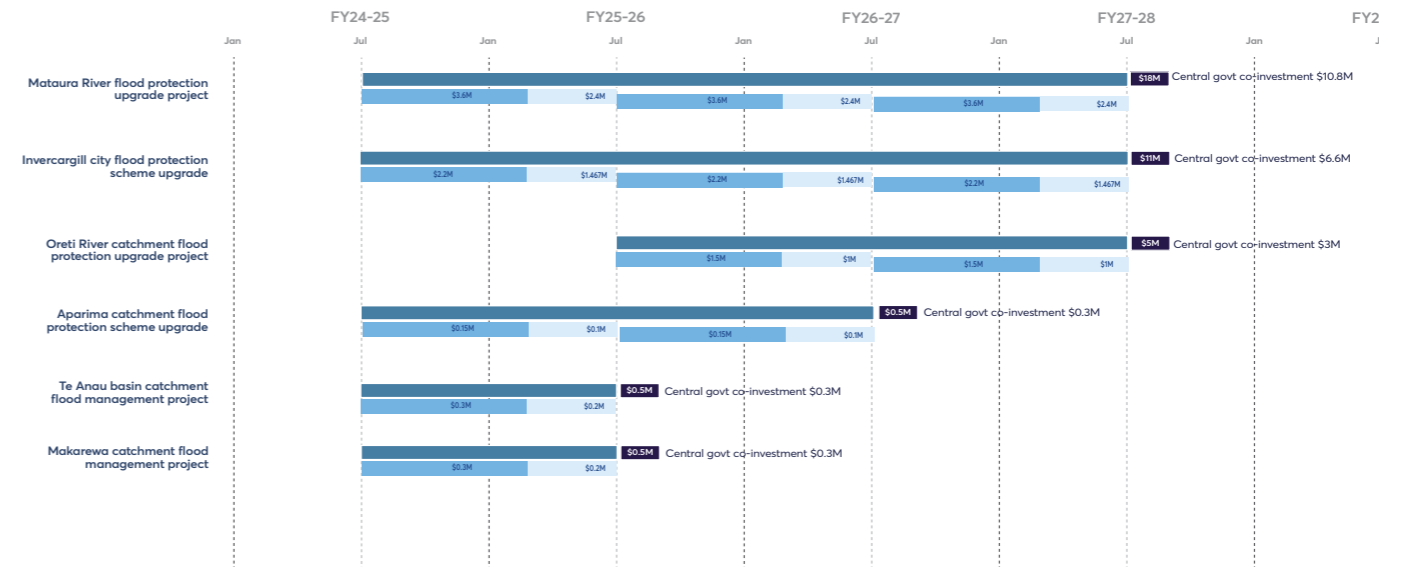 FY24-25 FY25-26 FY26-27 FY27-28 FY2
Jan Jul Jan Jul Jan Jul Jan Jul Jan J
Mataura River flood protection
upgrade project
$18M Central govt co-investment $10.8M
$3.6M $2.4M $3.6M $2.4M $3.6M $2.4M
Invercargill city flood protection
scheme upgrade
$11M Central govt co-investment $6.6M
$2.2M $1.467M $2.2M $1.467M $2.2M $1.467M
Oreti River catchment flood
protection upgrade project
$5M Central govt co-investment $3M
$1.5M $1M $1.5M $1M
Aparima catchment flood
protection scheme upgrade
$0.5M Central govt co-investment $0.3M
$0.15M $0.1M $0.15M $0.1M
Te Anau basin catchment
flood management project
$0.5M Central govt co-investment $0.3M
$0.3M $0.2M
Makarewa catchment flood
management project
$0.5M Central govt co-investment $0.3M
$0.3M $0.2M